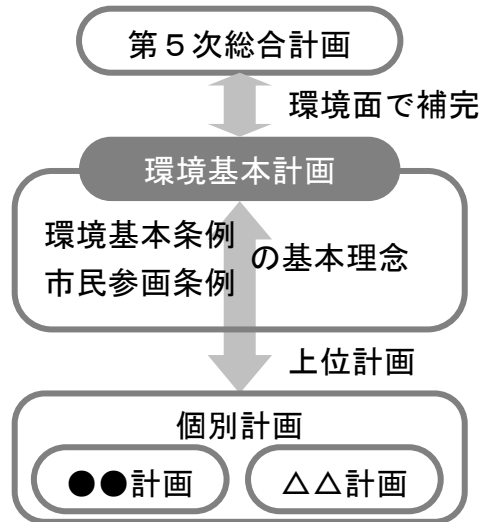 第５次総合計画
環境面で補完
環境基本計画
環境基本条例
市民参画条例
の基本理念
上位計画
個別計画
●●計画
△△計画